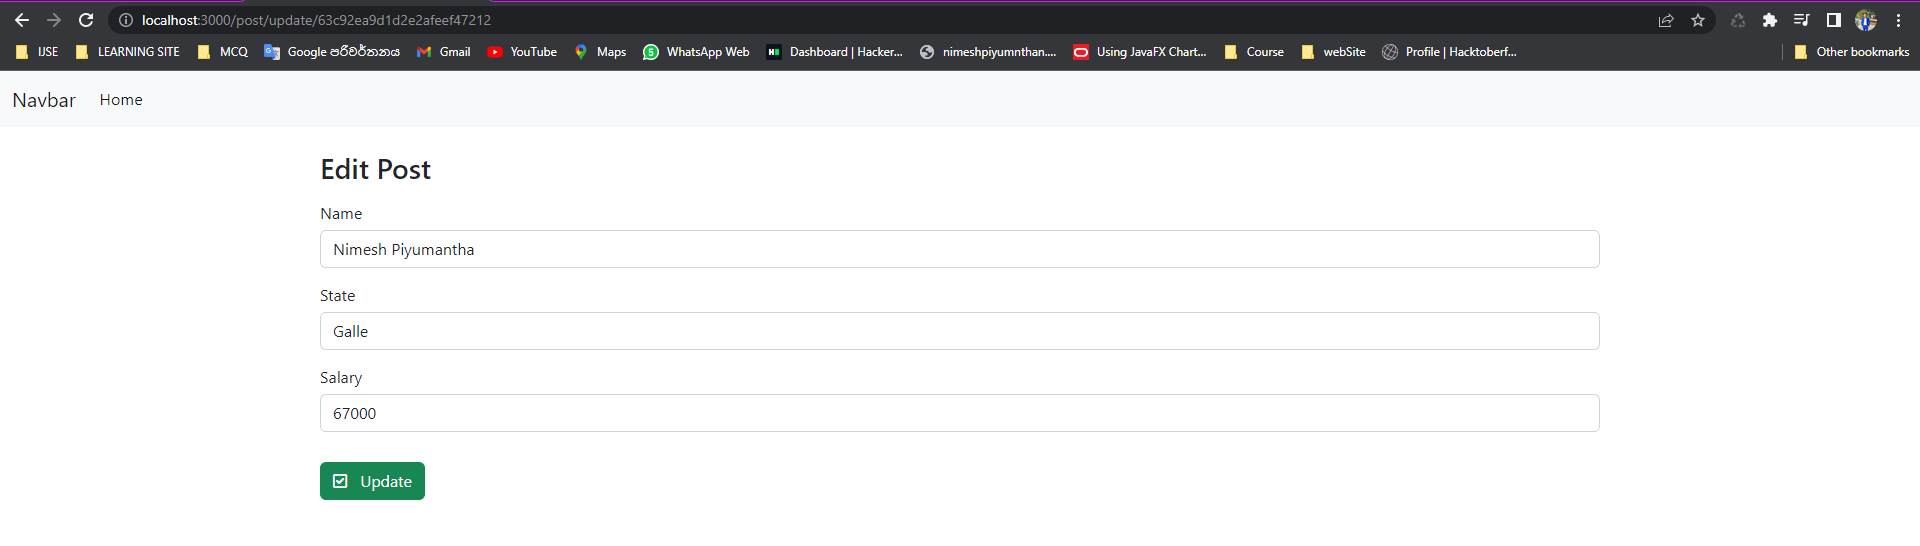 localhost:3000/post/update/63c92ea9d1d2e2afeef47212
IJSE LEARNING SITE MCQ Google පරිවර්තනය Gmail YouTube Maps WhatsApp Web Dashboard | Hacker... nimeshpiyumnthan.... Using JavaFX Chart... Course webSite Profile | Hacktoberf... Other bookmarks
Navbar Home
Edit Post
Name
Nimesh Piyumantha
State
Galle
Salary
67000
Update